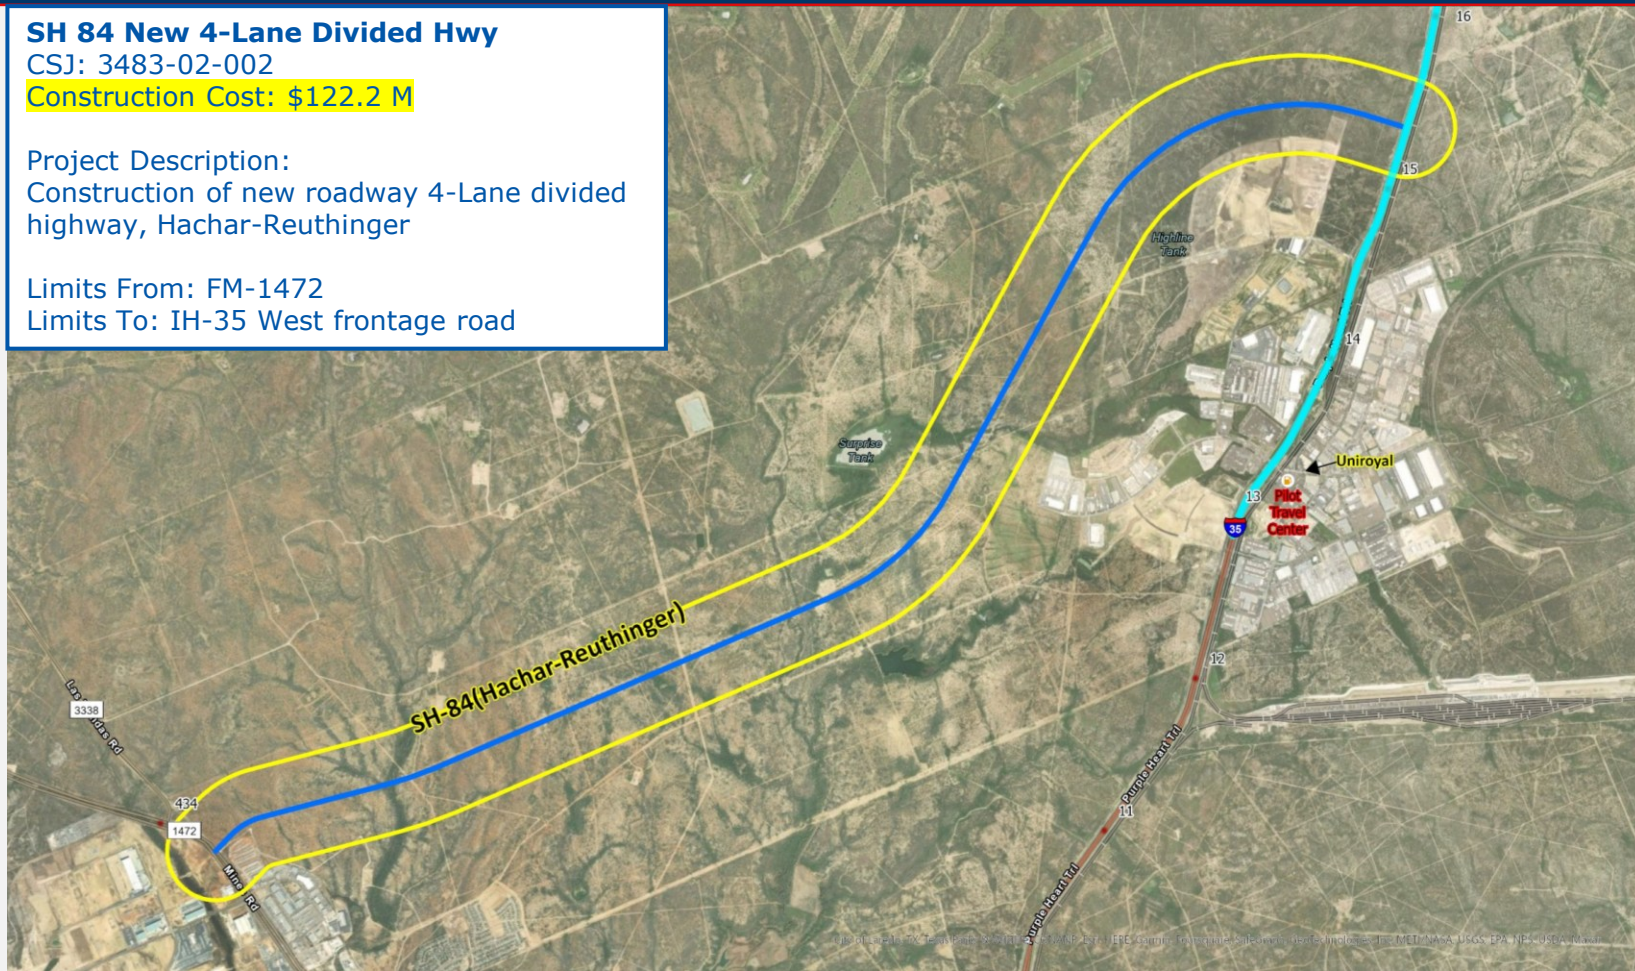 SH 84 New 4-Lane Divided Hwy
CSJ: 3483-02-002
Construction Cost: $122.2 M
Project Description:
Construction of new roadway 4-Lane divided
highway, Hachar-Reuthinger
Limits From: FM-1472
Limits To: IH-35 West frontage road
16
15
Highline
Tank
14
Surprise
Tank
Uniroyal
13
Pilot
Travel
Center
35
SH-84(Hachar-Reuthinger)
12
3338
Rd
Purple Heart Trl
434
11
1472
Rd
Purple Heart Trl